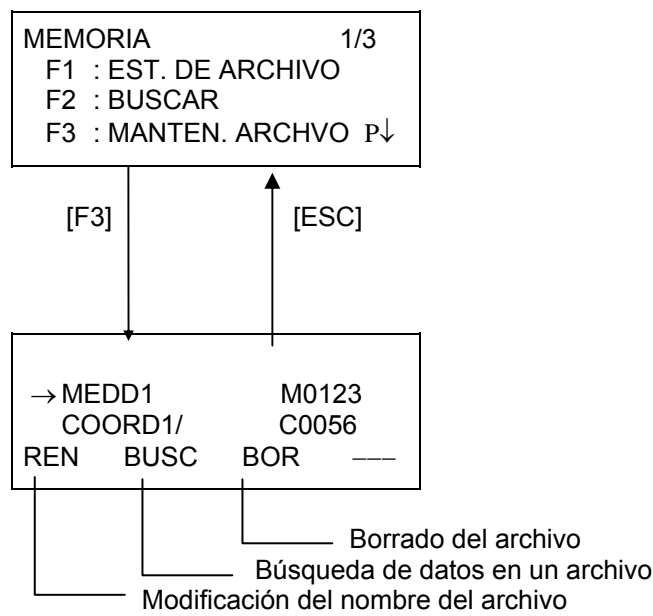 MEMORIA 1/3
F1 : EST. DE ARCHIVO
F2 : BUSCAR
F3 : MANTEN. ARCHVO P↓
[F3] [ESC]
→ MEDD1 M0123
COORD1/ C0056
REN BUSC BOR ---
Borrado del archivo
Búsqueda de datos en un archivo
Modificación del nombre del archivo